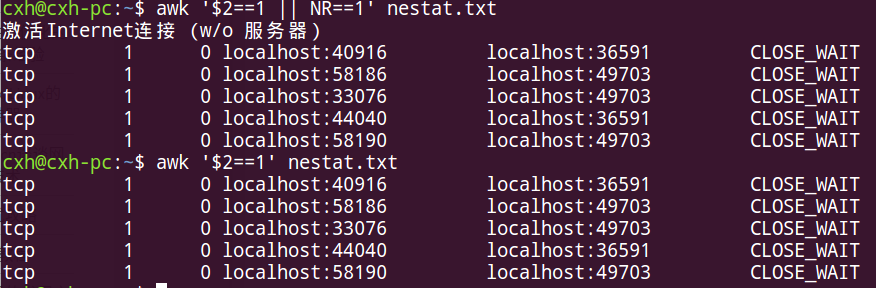 cxh@cxh-pc:~$ awk '$2==1 || NR==1' nestat.txt
激活Internet连接 (w/o 服务器)
tcp        1      0 localhost:40916         localhost:36591         CLOSE_WAIT
tcp        1      0 localhost:58186         localhost:49703         CLOSE_WAIT
tcp        1      0 localhost:33076         localhost:49703         CLOSE_WAIT
tcp        1      0 localhost:44040         localhost:36591         CLOSE_WAIT
tcp        1      0 localhost:58190         localhost:49703         CLOSE_WAIT
cxh@cxh-pc:~$ awk '$2==1' nestat.txt
tcp        1      0 localhost:40916         localhost:36591         CLOSE_WAIT
tcp        1      0 localhost:58186         localhost:49703         CLOSE_WAIT
tcp        1      0 localhost:33076         localhost:49703         CLOSE_WAIT
tcp        1      0 localhost:44040         localhost:36591         CLOSE_WAIT
tcp        1      0 localhost:58190         localhost:49703         CLOSE_WAIT